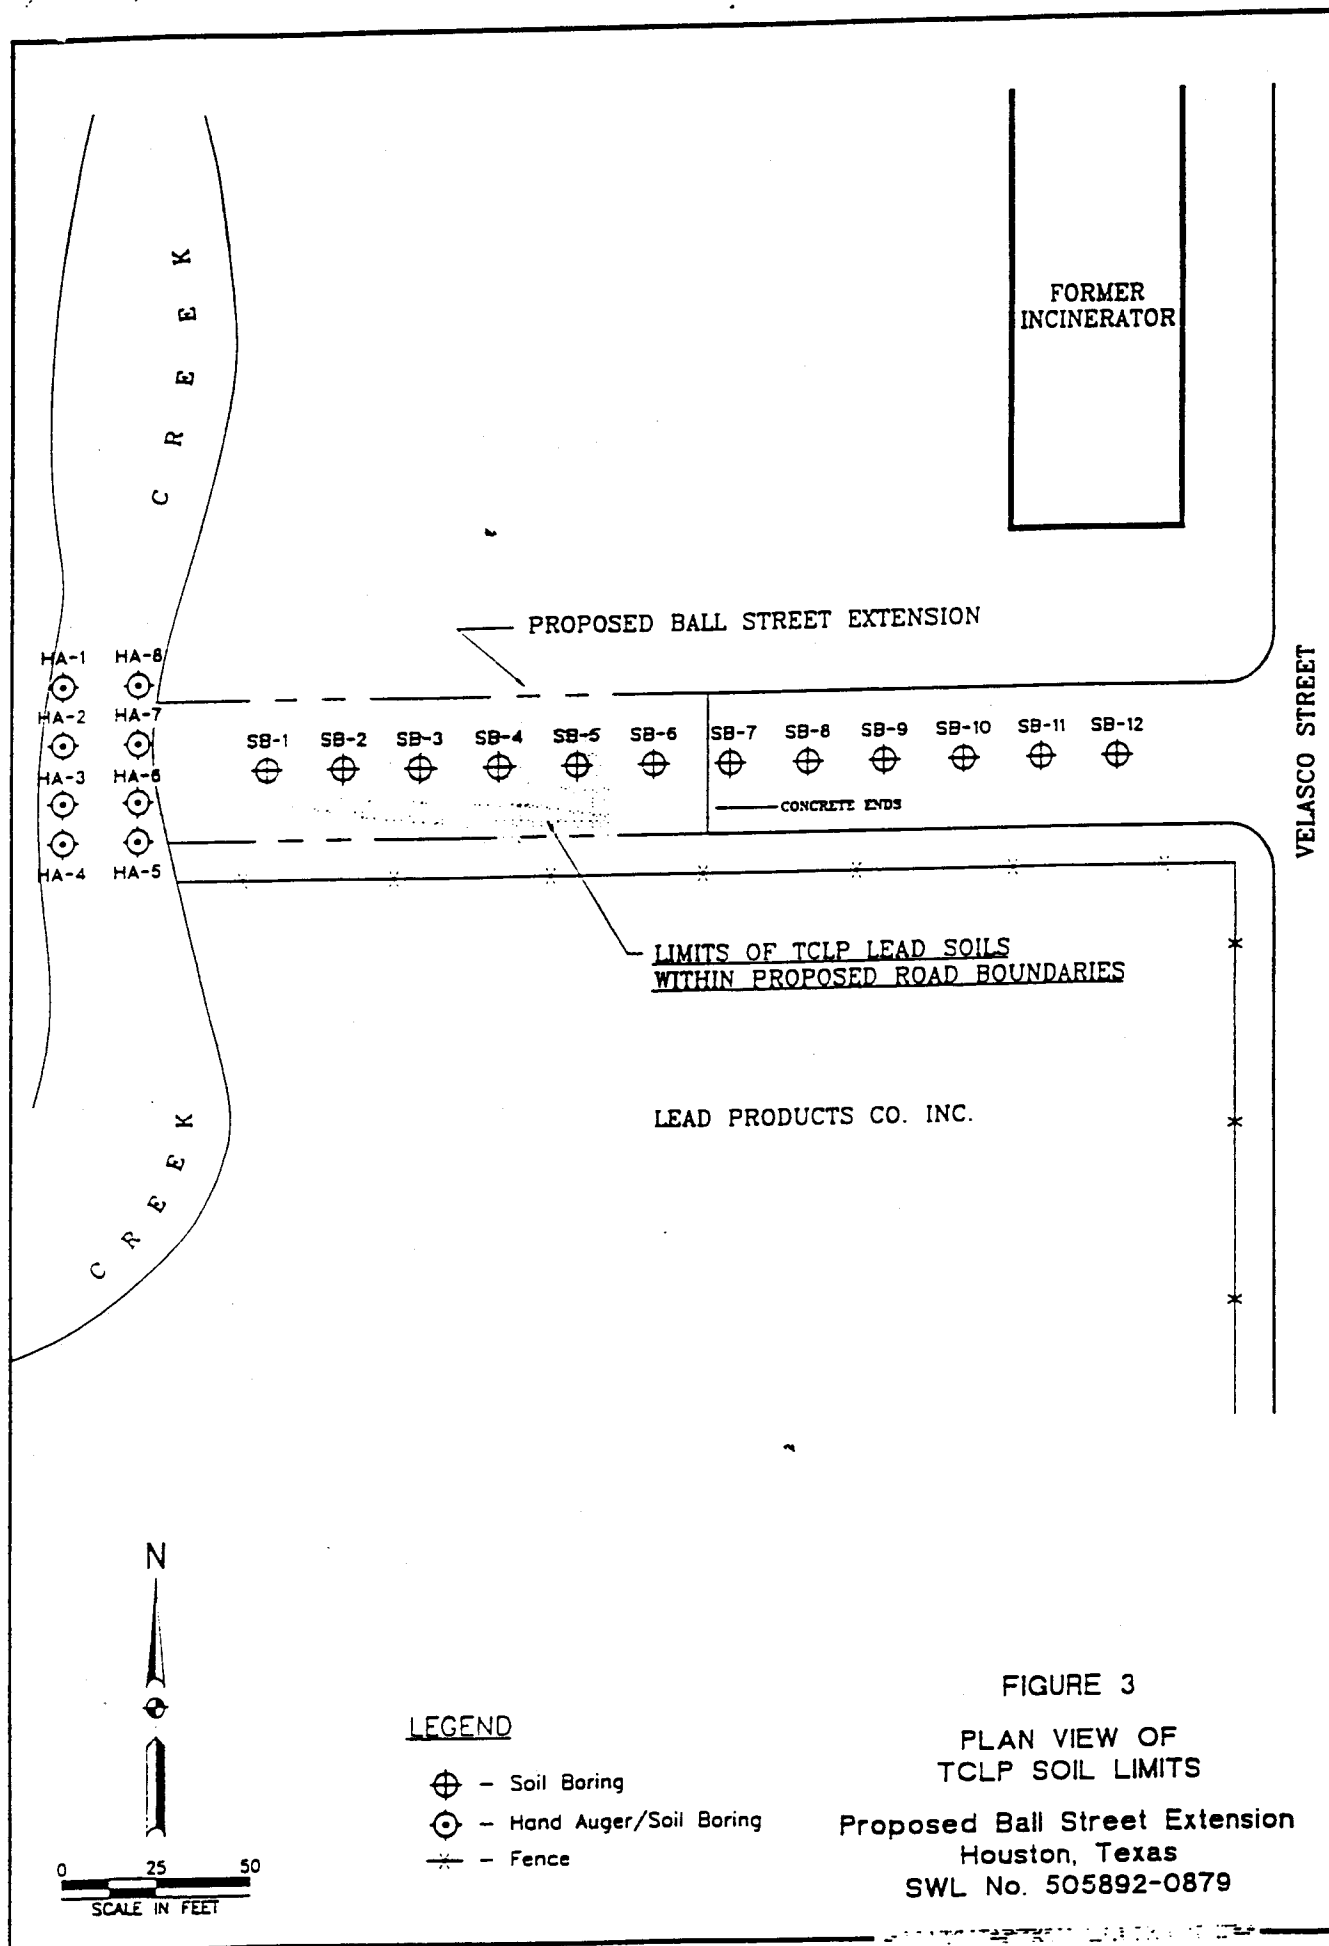 CREEK
FORMER
INCINERATOR
PROPOSED BALL STREET EXTENSION
VELASCO STREET
HA-1 HA-8
HA-2 HA-7
SB-1 SB-2 SB-3 SB-4 SB-5 SB-6 SB-7 SB-8 SB-9 SB-10 SB-11 SB-12
HA-3 HA-6
CONCRETE ENDS
HA-4 HA-5
LIMITS OF TCLP LEAD SOILS
WITHIN PROPOSED ROAD BOUNDARIES
LEAD PRODUCTS CO. INC.
CREEK
N
0 25 50
SCALE IN FEET
LEGEND
- Soil Boring
- Hand Auger/Soil Boring
- Fence
FIGURE 3
PLAN VIEW OF
TCLP SOIL LIMITS
Proposed Ball Street Extension
Houston, Texas
SWL No. 505892-0879